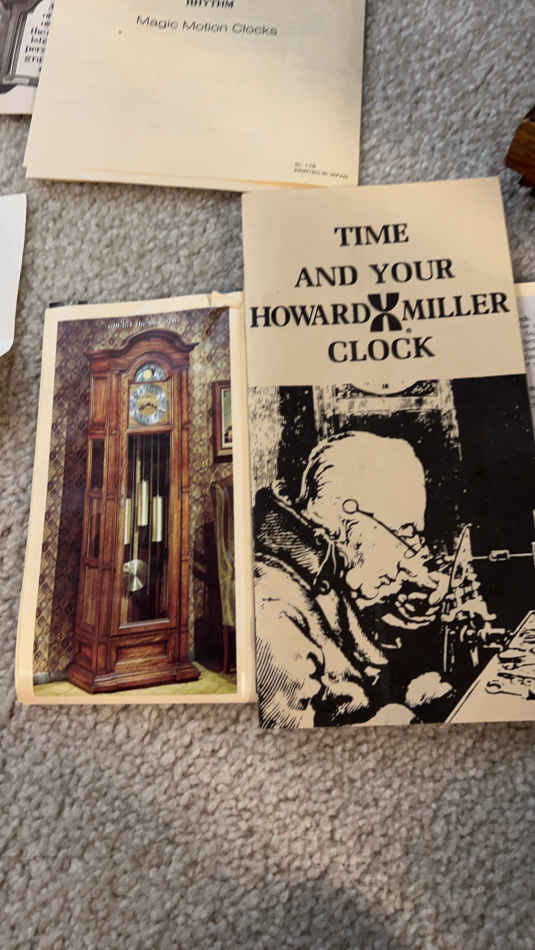 RHYTHM
Magic Motion Clocks
PRINTED IN JAPAN
TIME
AND YOUR
HOWARD MILLER
CLOCK